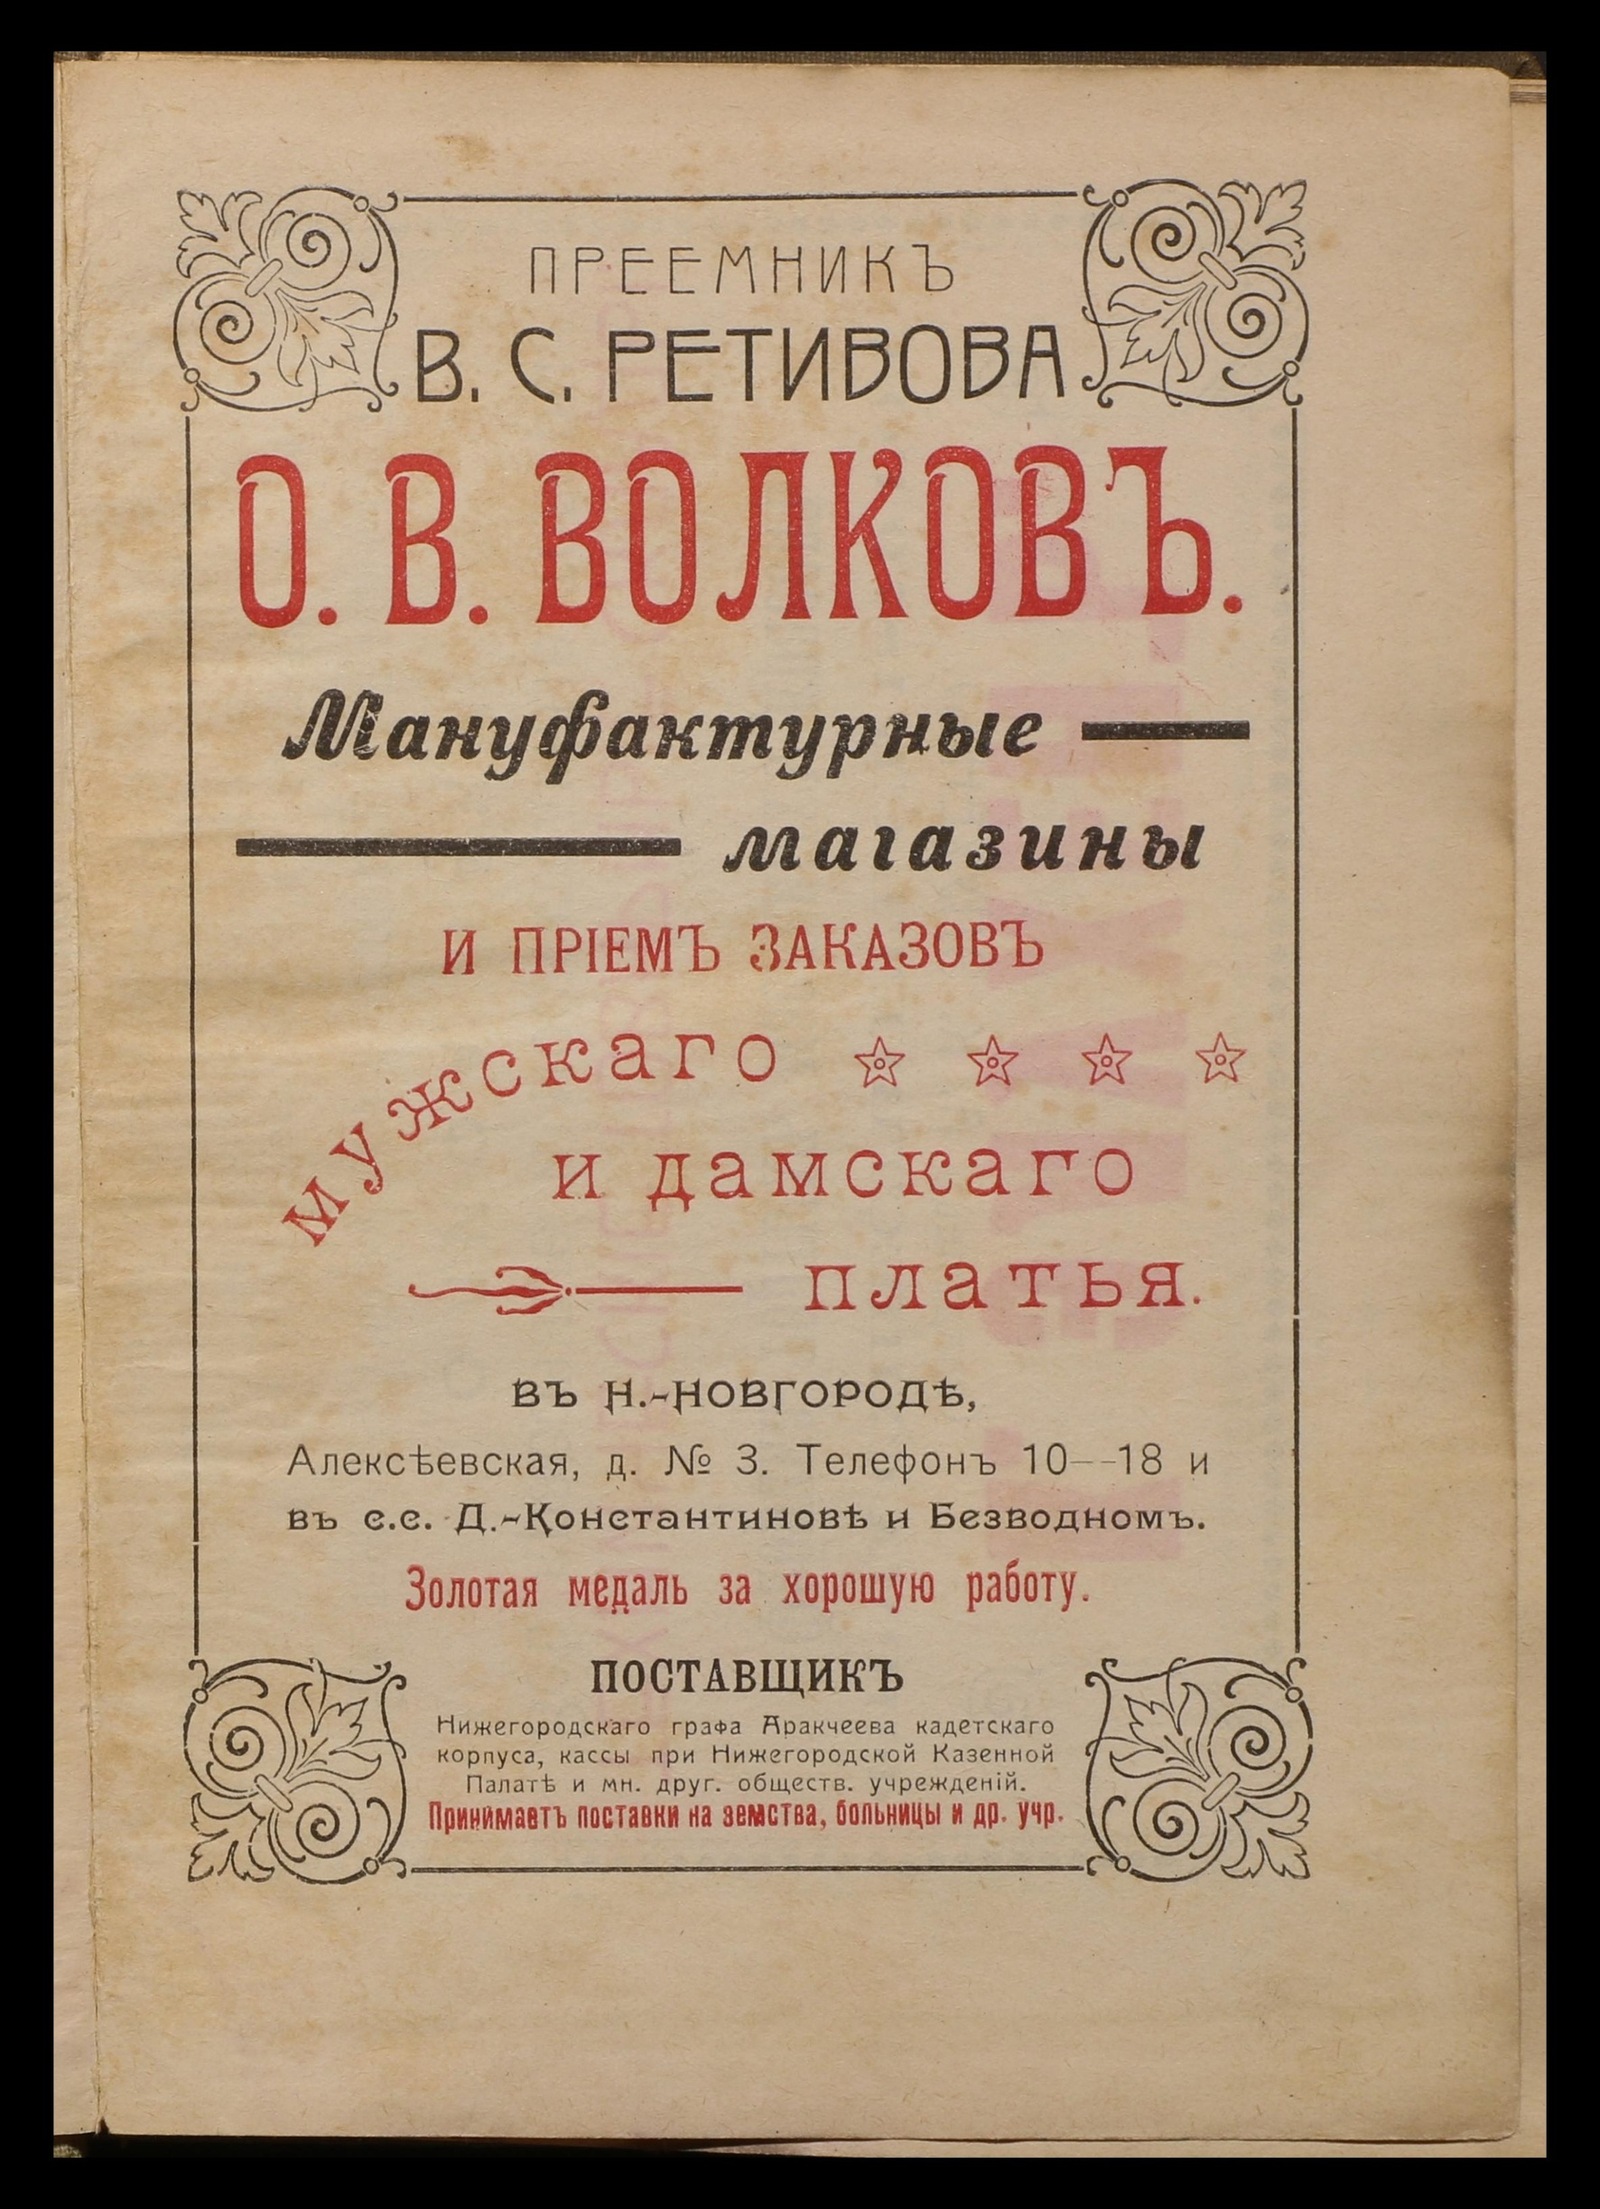 ПРЕЕМНИКЪ
В. С. РЕТИВОВА
О. В. ВОЛКОВЪ.
Мануфактурные
магазины
И ПРІЕМЪ ЗАКАЗОВЪ
мужскаго
и дамскаго
платья.
въ Н.-Новгородѣ,
Алексѣевская, д. № 3. Телефонъ 10--18 и
въ с.с. Д.-Константиновѣ и Безводномъ.
Золотая медаль за хорошую работу.
ПОСТАВЩИКЪ
Нижегородскаго графа Аракчеева кадетскаго
корпуса, кассы при Нижегородской Казенной
Палатѣ и мн. друг. обществ. учрежденій.
Принимаетъ поставки на земства, больницы и др. учр.